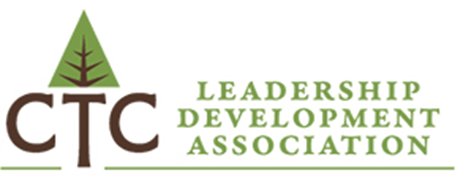 CTC
LEADERSHIP
DEVELOPMENT
ASSOCIATION